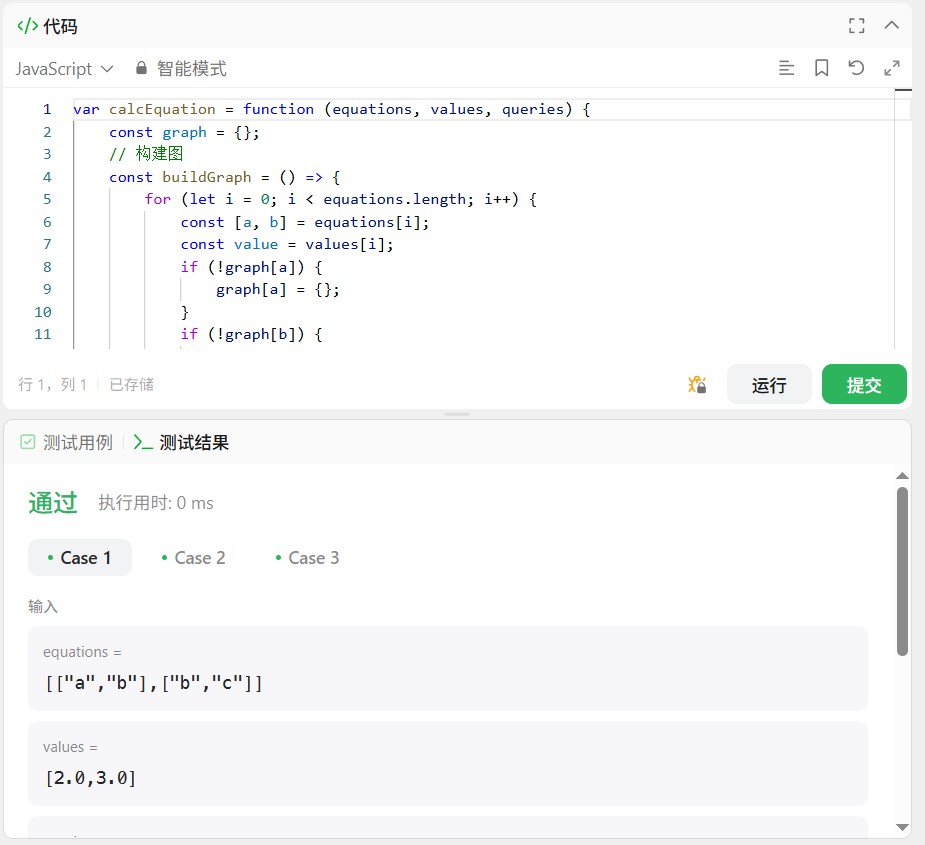 </> 代码
JavaScript 智能模式
1 var calcEquation = function (equations, values, queries) {
2 const graph = {};
3 // 构建图
4 const buildGraph = () => {
5 for (let i = 0; i < equations.length; i++) {
6 const [a, b] = equations[i];
7 const value = values[i];
8 if (!graph[a]) {
9 graph[a] = {};
10 }
11 if (!graph[b]) {
行 1，列 1 已存储
运行 提交
测试用例 测试结果
通过 执行用时: 0 ms
• Case 1 • Case 2 • Case 3
输入
equations =
[["a","b"],["b","c"]]
values =
[2.0,3.0]